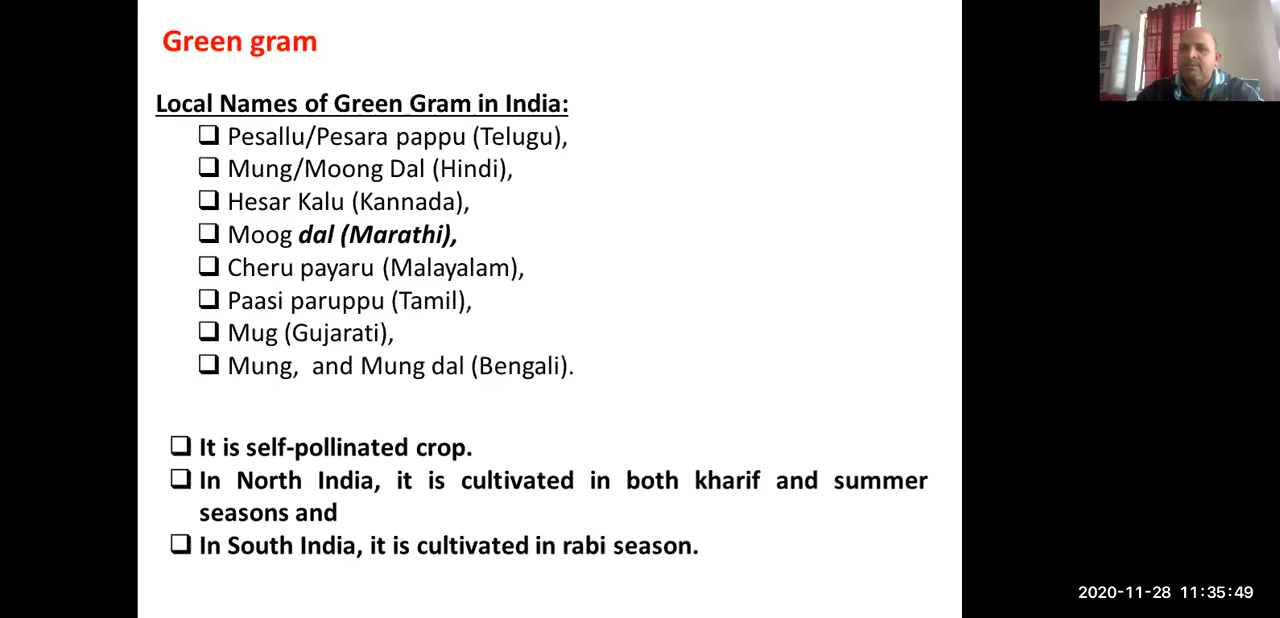 Green gram
Local Names of Green Gram in India:
❑ Pesallu/Pesara pappu (Telugu),
❑ Mung/Moong Dal (Hindi),
❑ Hesar Kalu (Kannada),
❑ Moog dal (Marathi),
❑ Cheru payaru (Malayalam),
❑ Paasi paruppu (Tamil),
❑ Mug (Gujarati),
❑ Mung,  and Mung dal (Bengali).
❑ It is self-pollinated crop.
❑ In North India, it is cultivated in both kharif and summer
seasons and
❑ In South India, it is cultivated in rabi season.
2020-11-28 11:35:49